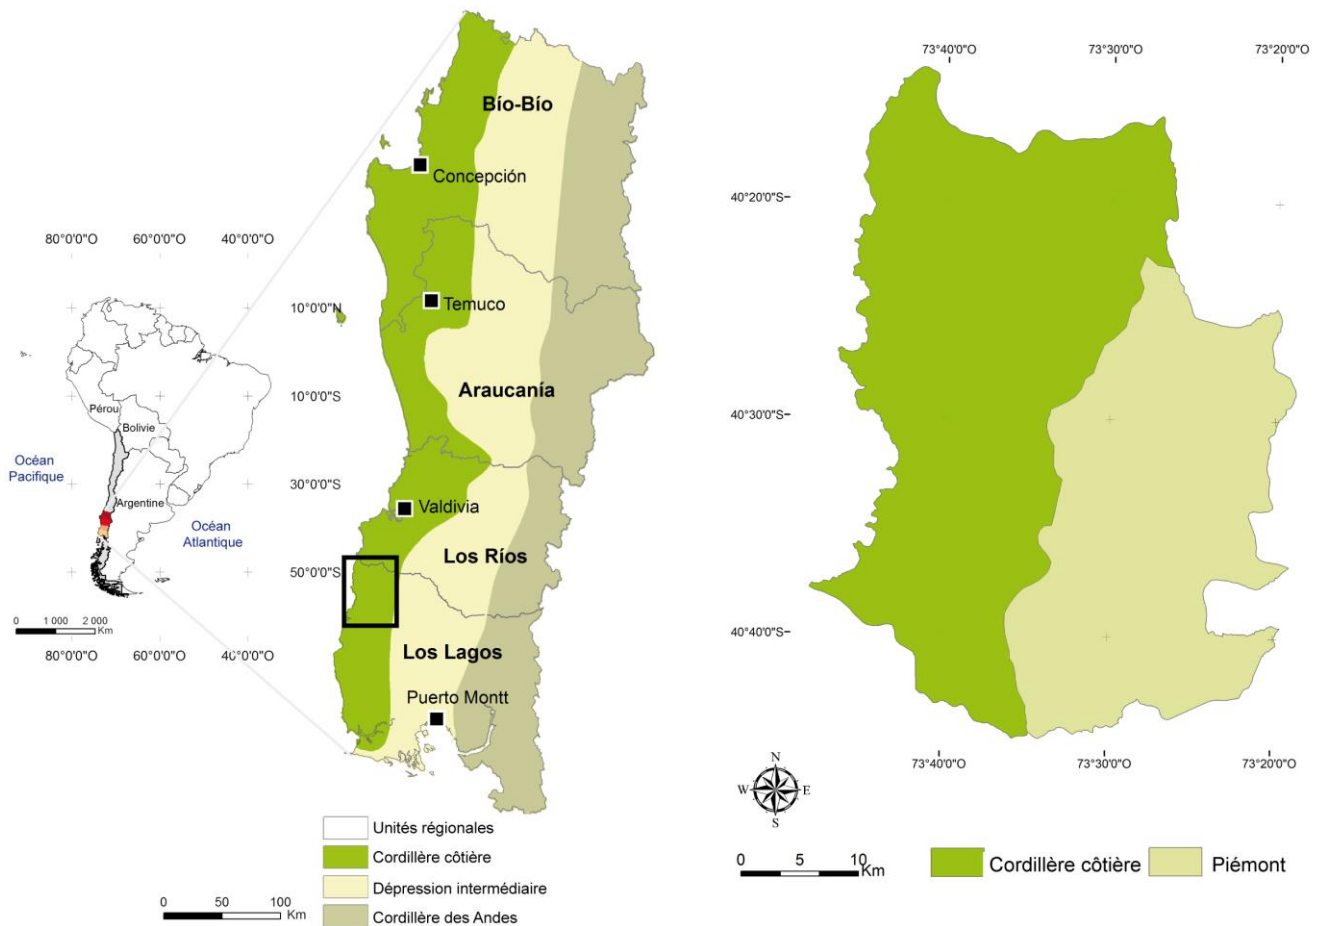 80°0'0"O 60°0'0"O 40°0'0"O
10°0'0"N
10°0'0"S
30°0'0"S
50°0'0"S
Pérou
Bolivie
Argentine
Océan
Pacifique
Océan
Atlantique
0 1 000 2 000
Km
80°0'0"O 60°0'0"O 40°0'0"O
Bío-Bío
Concepción
Temuco
Araucanía
Valdivia
Los Ríos
Los Lagos
Puerto Montt
Unités régionales
Cordillère côtière
Dépression intermédiaire
Cordillère des Andes
0 50 100
Km
73°40'0"O 73°30'0"O 73°20'0"O
40°20'0"S
40°30'0"S
40°40'0"S
73°40'0"O 73°30'0"O 73°20'0"O
N
W E
S
0 5 10
Km
Cordillère côtière Piémont